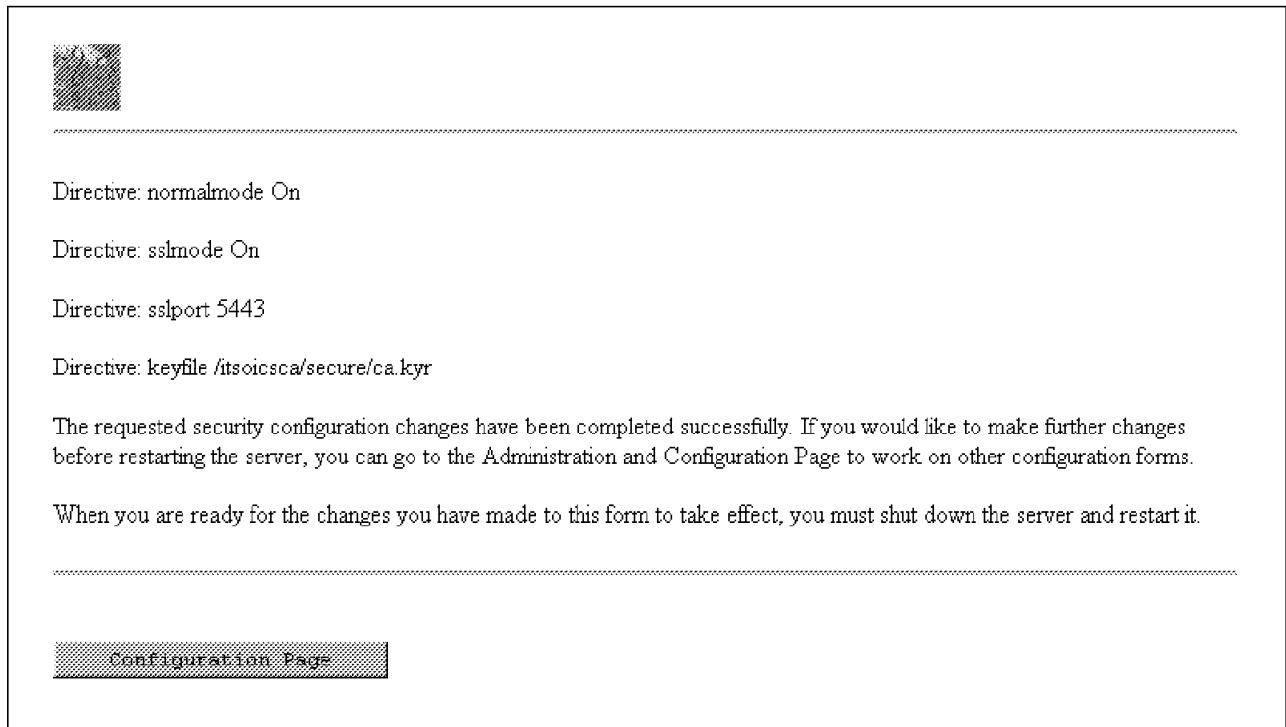 Directive: normalmode On
Directive: sslmode On
Directive: sslport 5443
Directive: keyfile /itsoicsca/secure/ca.kyr
The requested security configuration changes have been completed successfully. If you would like to make further changes
before restarting the server, you can go to the Administration and Configuration Page to work on other configuration forms.
When you are ready for the changes you have made to this form to take effect, you must shut down the server and restart it.
Configuration Page